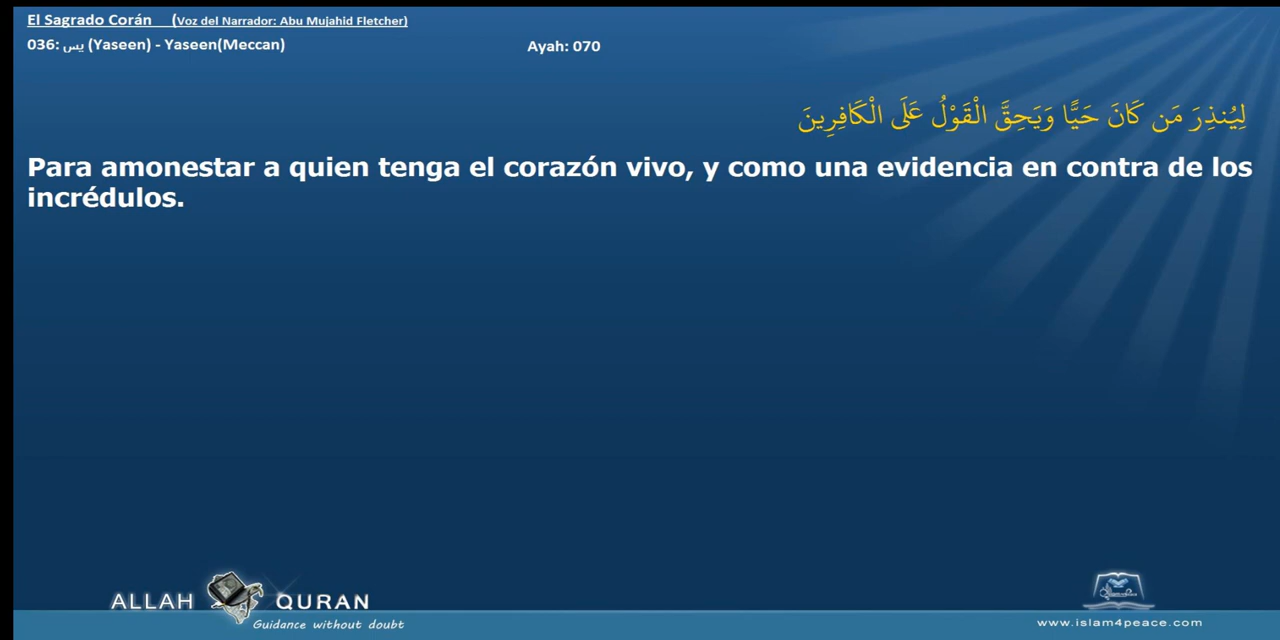 El Sagrado Corán (Voz del Narrador: Abu Mujahid Fletcher)
036: يس (Yaseen) - Yaseen(Meccan) Ayah: 070
لِيُنذِرَ مَن كَانَ حَيًّا وَيَحِقَّ الْقَوْلُ عَلَى الْكَافِرِينَ
Para amonestar a quien tenga el corazón vivo, y como una evidencia en contra de los
incrédulos.
ALLAH QURAN
Guidance without doubt
www.islam4peace.com